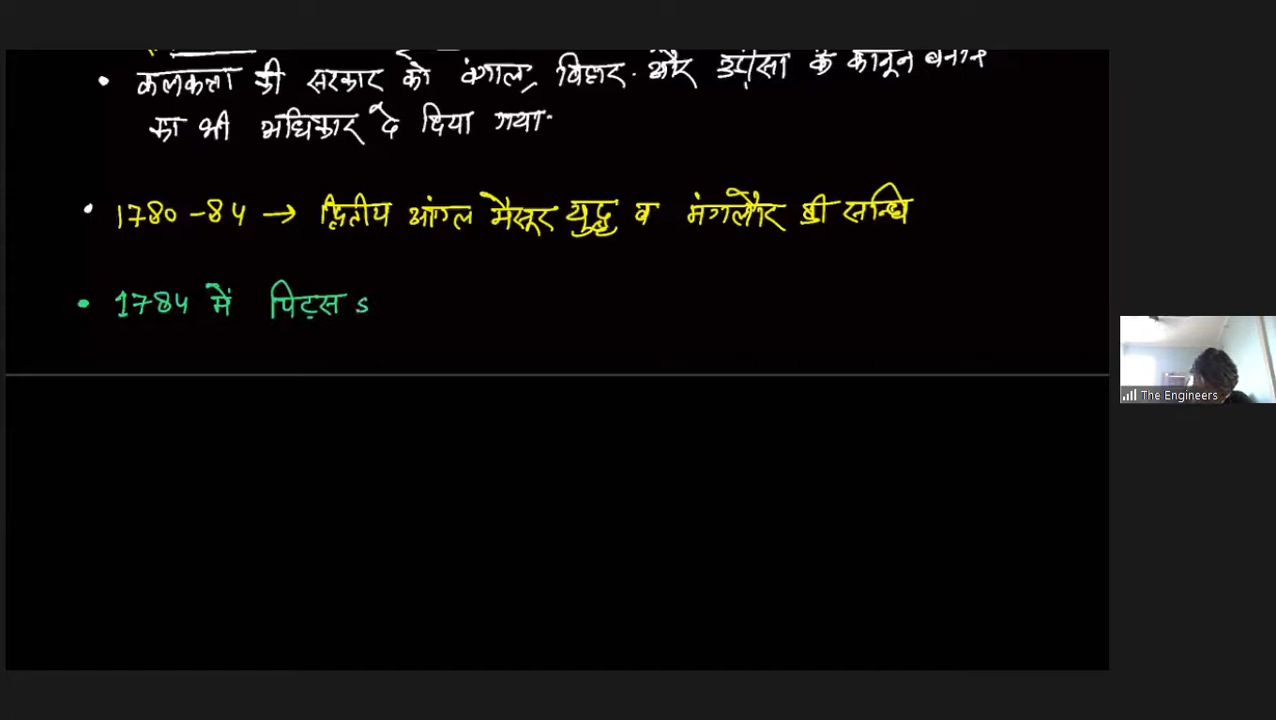 कलकत्ता की सरकार को बंगाल, बिहार और उड़ीसा के कानून बनाने
का भी अधिकार दे दिया गया
1780-84 → द्वितीय आंग्ल मैसूर युद्ध व मंगलौर की सन्धि
1784 में पिट्स
The Engineers